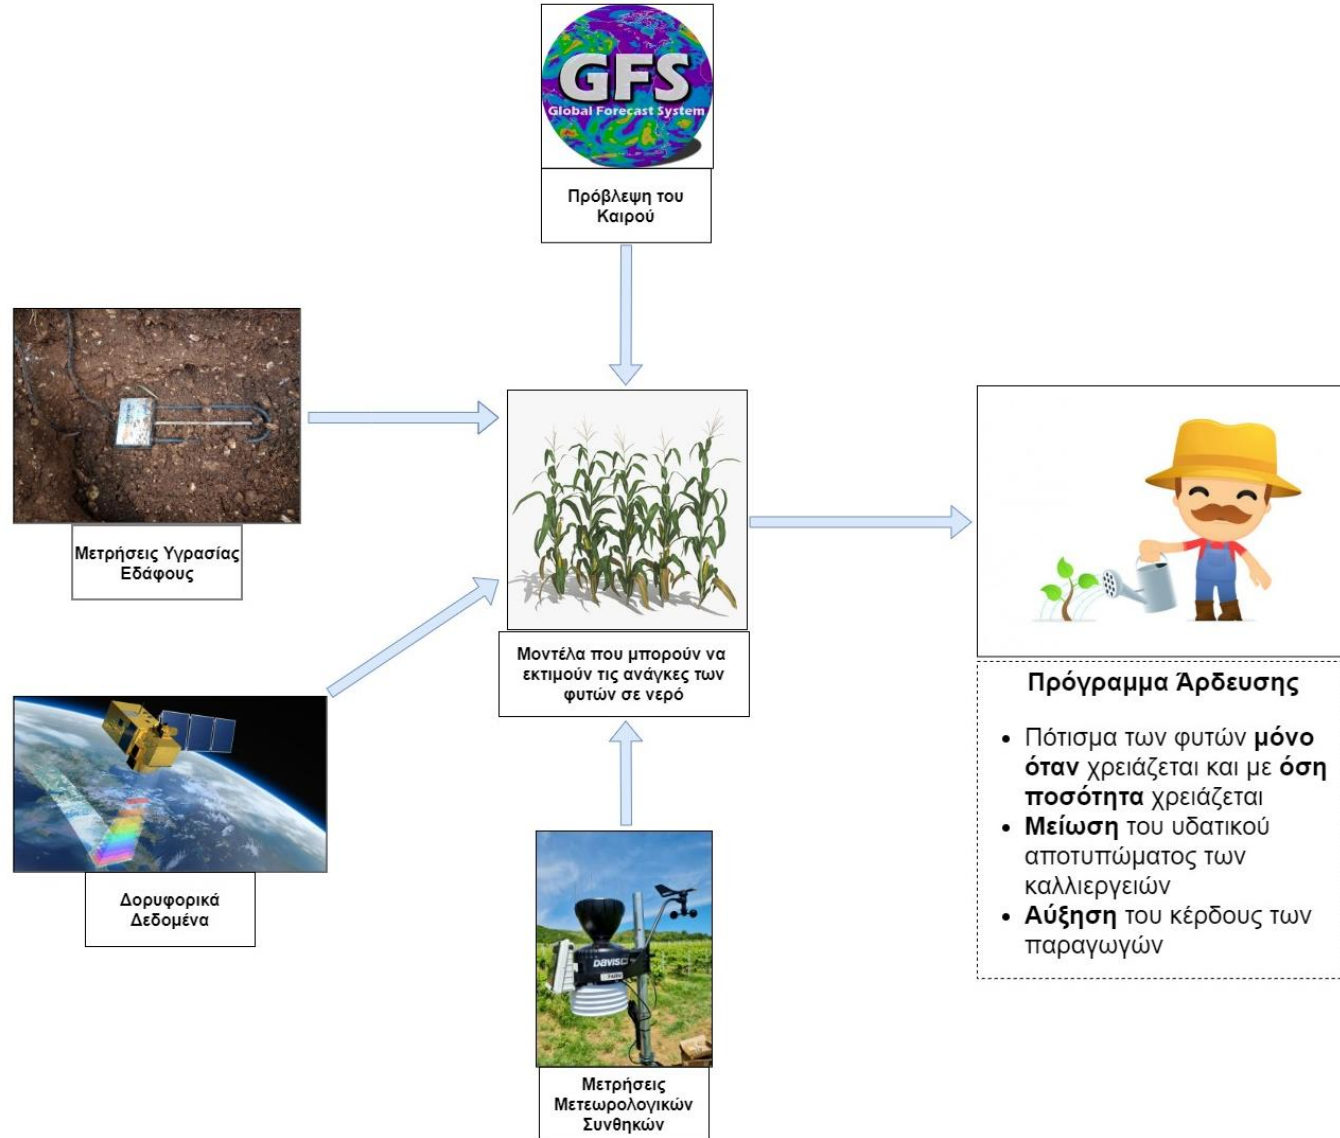 GFS
Global Forecast System
Πρόβλεψη του
Καιρού
Μετρήσεις Υγρασίας
Εδάφους
Μοντέλα που μπορούν να
εκτιμούν τις ανάγκες των
φυτών σε νερό
Δορυφορικά
Δεδομένα
DAVIS
Μετρήσεις
Μετεωρολογικών
Συνθηκών
Πρόγραμμα Άρδευσης
• Πότισμα των φυτών μόνο
όταν χρειάζεται και με όση
ποσότητα χρειάζεται
• Μείωση του υδατικού
αποτυπώματος των
καλλιεργειών
• Αύξηση του κέρδους των
παραγωγών